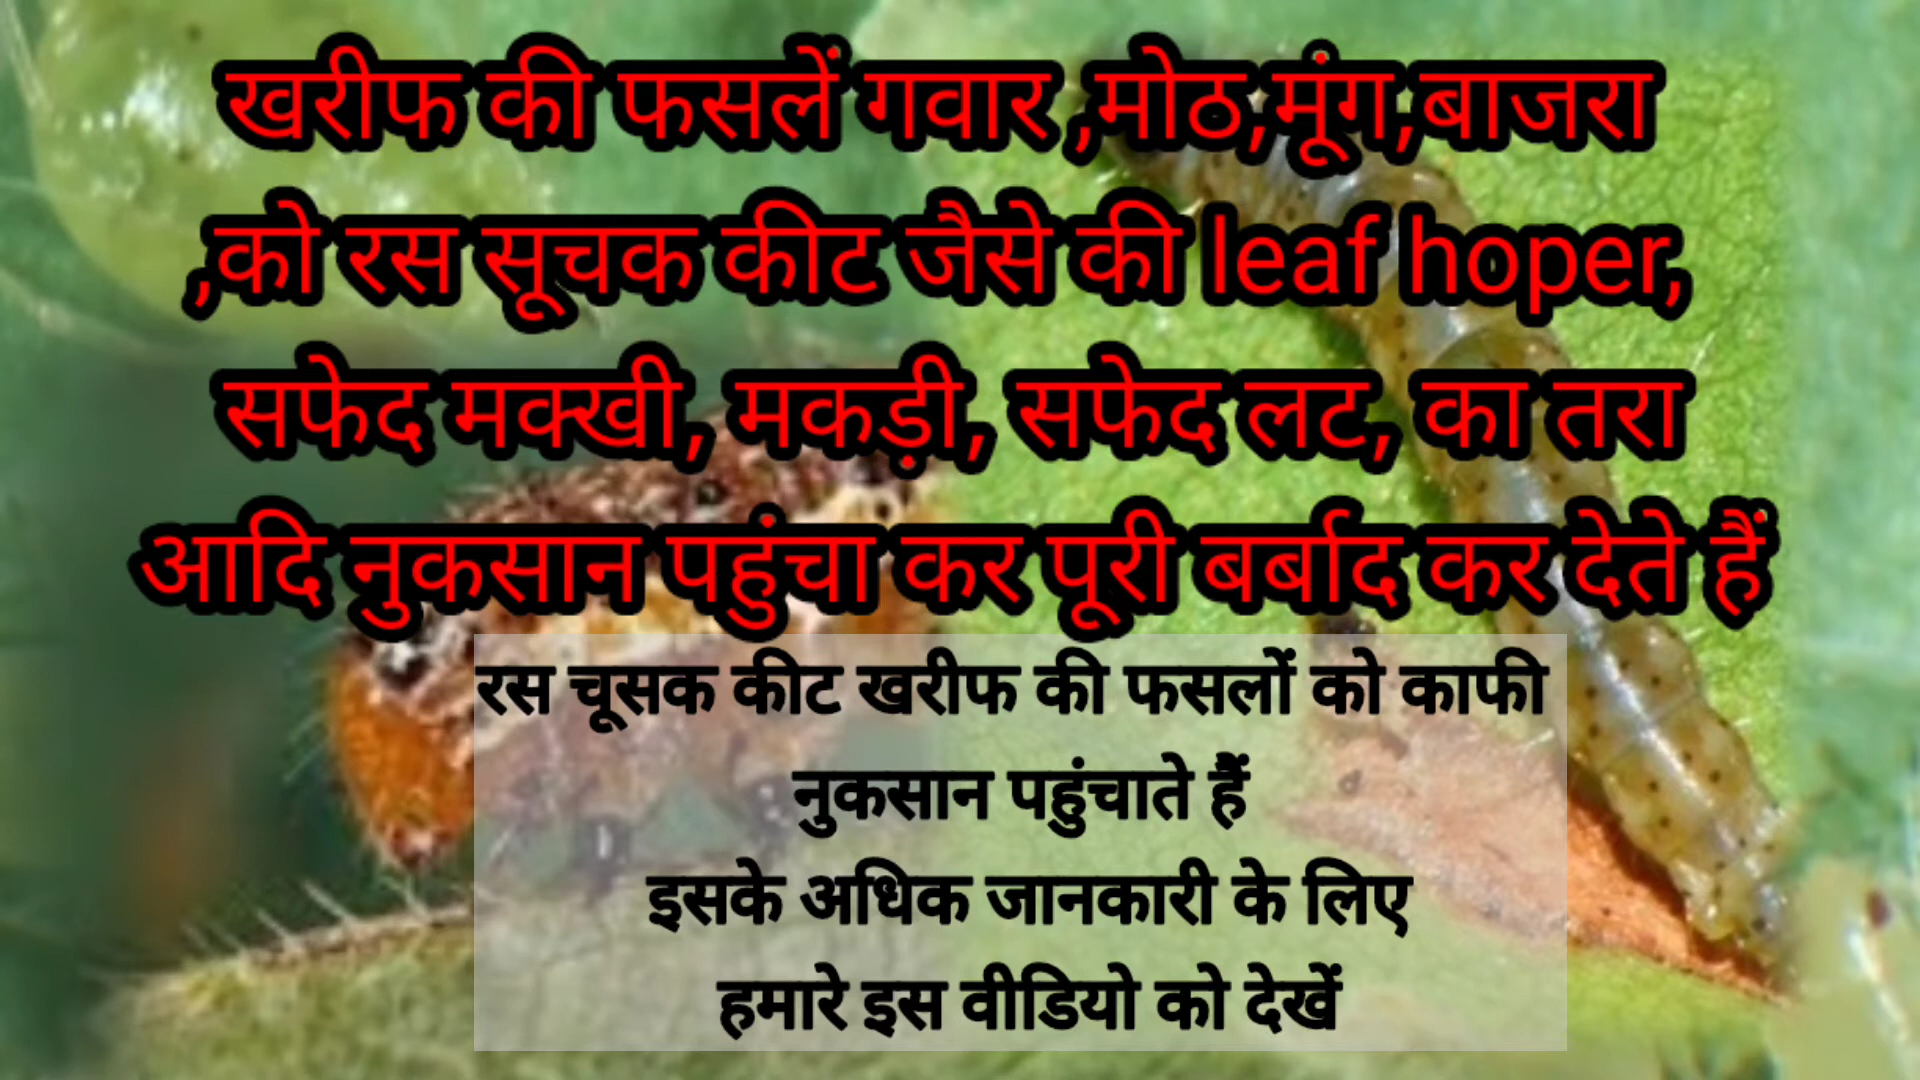 खरीफ की फसलें गवार ,मोठ,मूंग,बाजरा
,को रस सूचक कीट जैसे की leaf hoper,
सफेद मक्खी, मकड़ी, सफेद लट, का तरा
आदि नुकसान पहुंचा कर पूरी बर्बाद कर देते हैं
रस चूसक कीट खरीफ की फसलों को काफी
नुकसान पहुंचाते हैं
इसके अधिक जानकारी के लिए
हमारे इस वीडियो को देखें